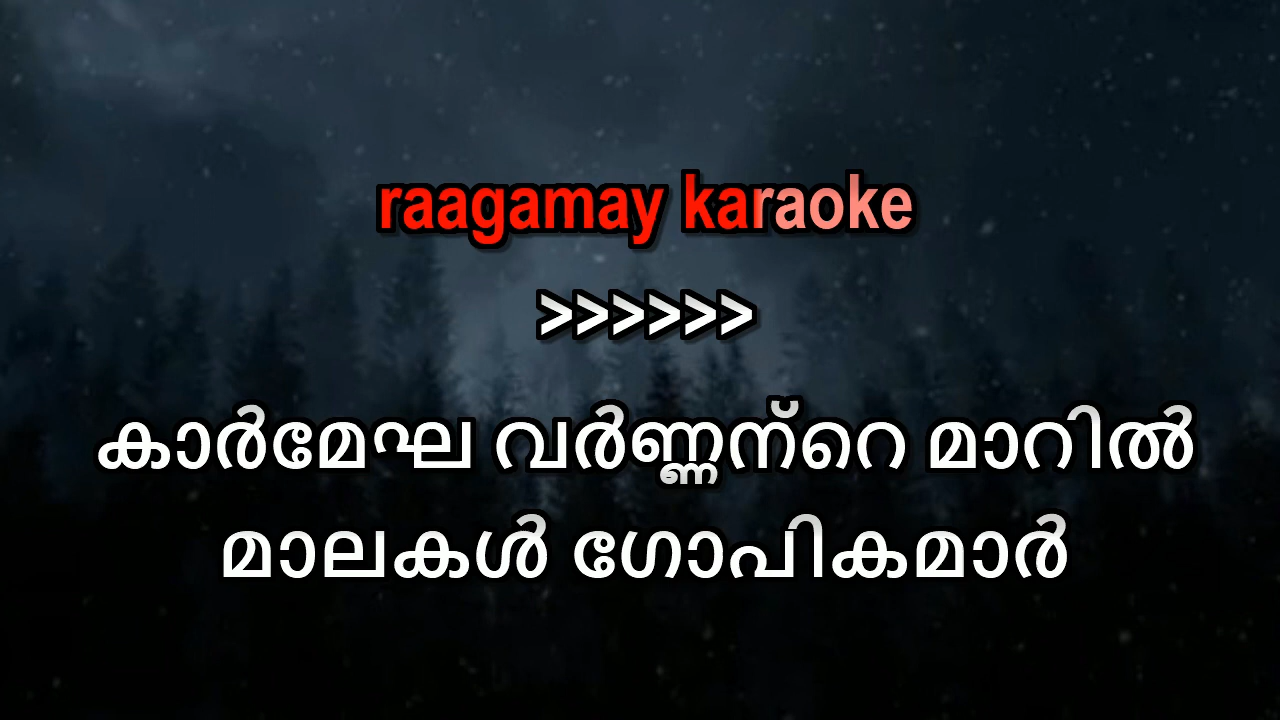 raagamay karaoke
>>>>>>
കാർമേഘ വർണ്ണന്റെ മാറിൽ
മാലകൾ ഗോപികമാർ